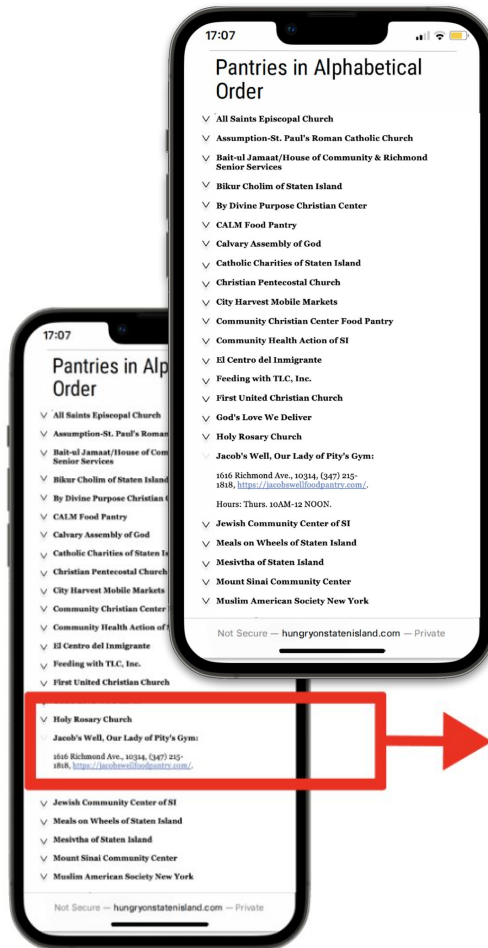 17:07
Pantries in Alphabetical
Order
All Saints Episcopal Church
Assumption-St. Paul's Roman Catholic Church
Bait-ul Jamaat/House of Community & Richmond
Senior Services
Bikur Cholim of Staten Island
By Divine Purpose Christian Center
CALM Food Pantry
Calvary Assembly of God
Catholic Charities of Staten Island
Christian Pentecostal Church
City Harvest Mobile Markets
Community Christian Center Food Pantry
Community Health Action of SI
El Centro del Inmigrante
Feeding with TLC, Inc.
First United Christian Church
God's Love We Deliver
Holy Rosary Church
Jacob's Well, Our Lady of Pity's Gym:
1616 Richmond Ave., 10314, (347) 215-
1818, https://jacobswellfoodpantry.com/.
Hours: Thurs. 10AM-12 NOON.
Jewish Community Center of SI
Meals on Wheels of Staten Island
Mesivtha of Staten Island
Mount Sinai Community Center
Muslim American Society New York
Not Secure — hungryonstatenisland.com — Private
17:07
Pantries in Alp
Order
All Saints Episcopal Church
Assumption-St. Paul's Roman
Bait-ul Jamaat/House of Com
Senior Services
Bikur Cholim of Staten Island
By Divine Purpose Christian
CALM Food Pantry
Calvary Assembly of God
Catholic Charities of Staten Is
Christian Pentecostal Church
City Harvest Mobile Markets
Community Christian Center
Community Health Action of
El Centro del Inmigrante
Feeding with TLC, Inc.
First United Christian Church
Holy Rosary Church
Jacob's Well, Our Lady of Pity's Gym:
1616 Richmond Ave., 10314, (347) 215-
1818, https://jacobswellfoodpantry.com/.
Jewish Community Center of SI
Meals on Wheels of Staten Island
Mesivtha of Staten Island
Mount Sinai Community Center
Muslim American Society New York
Not Secure — hungryonstatenisland.com — Private